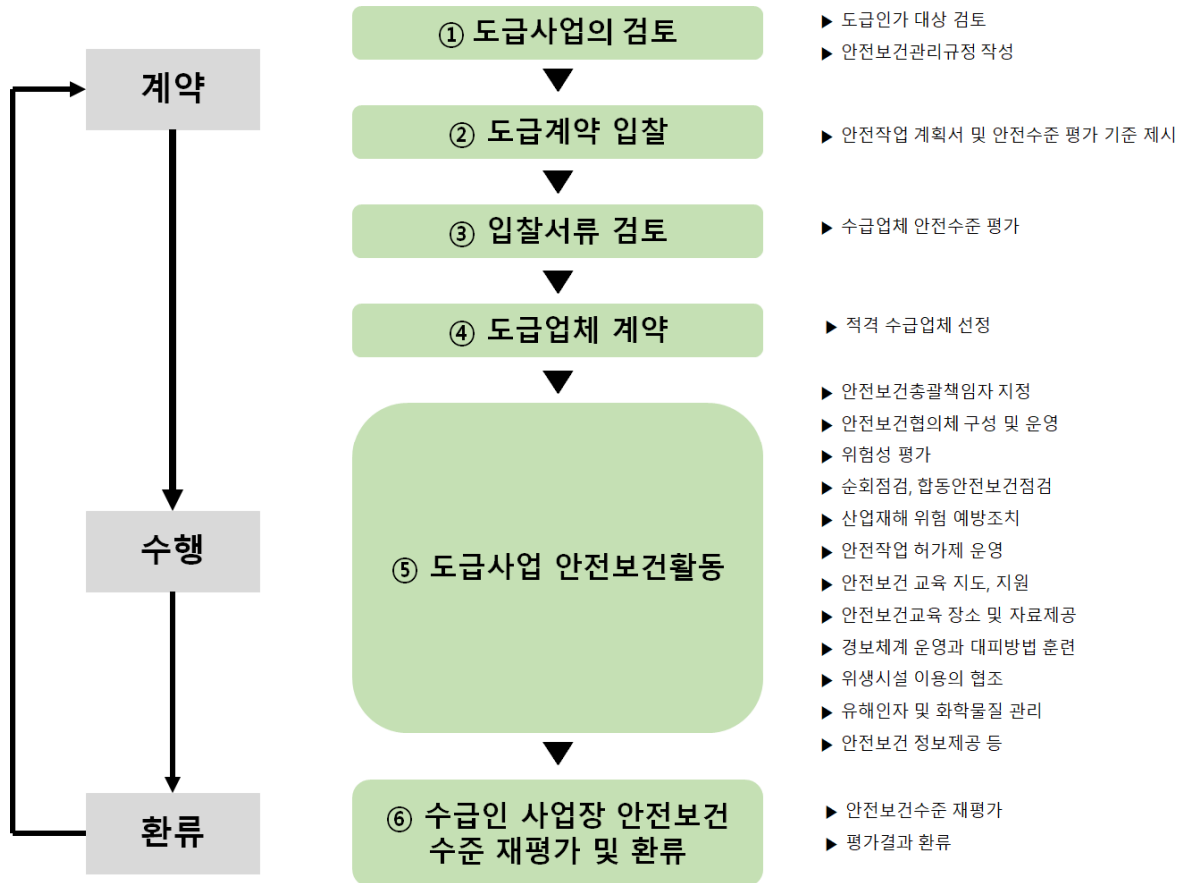 계약
수행
환류
① 도급사업의 검토
▶ 도급인가 대상 검토
▶ 안전보건관리규정 작성
② 도급계약 입찰
▶ 안전작업 계획서 및 안전수준 평가 기준 제시
③ 입찰서류 검토
▶ 수급업체 안전수준 평가
④ 도급업체 계약
▶ 적격 수급업체 선정
⑤ 도급사업 안전보건활동
▶ 안전보건총괄책임자 지정
▶ 안전보건협의체 구성 및 운영
▶ 위험성 평가
▶ 순회점검, 합동안전보건점검
▶ 산업재해 위험 예방조치
▶ 안전작업 허가제 운영
▶ 안전보건 교육 지도, 지원
▶ 안전보건교육 장소 및 자료제공
▶ 경보체계 운영과 대피방법 훈련
▶ 위생시설 이용의 협조
▶ 유해인자 및 화학물질 관리
▶ 안전보건 정보제공 등
⑥ 수급인 사업장 안전보건
수준 재평가 및 환류
▶ 안전보건수준 재평가
▶ 평가결과 환류